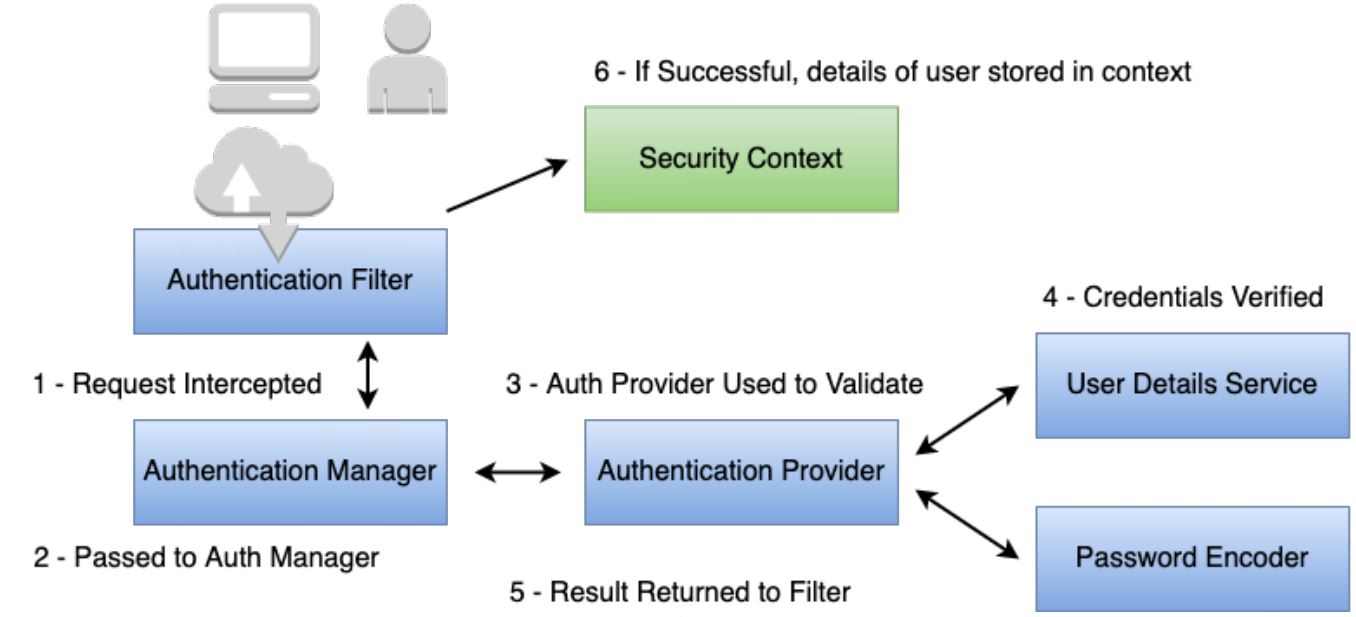 6 - If Successful, details of user stored in context
Security Context
Authentication Filter
4 - Credentials Verified
1 - Request Intercepted
3 - Auth Provider Used to Validate
User Details Service
Authentication Manager
Authentication Provider
2 - Passed to Auth Manager
Password Encoder
5 - Result Returned to Filter